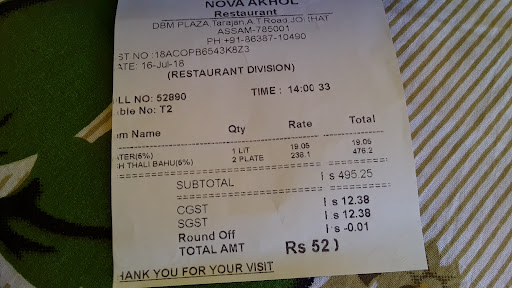 NOVA AKHOL
Restaurant
DBM PLAZA Tarajan,A.T Road,JO HAT
ASSAM-785001
PH +91-86387-10490
ST NO :18ACOPB6543K8Z3
ATE: 16-Jul-18
(RESTAURANT DIVISION)
LL NO: 52890 TIME : 14:00 33
ble No: T2
m Name Qty Rate Total
ATER(5%) 1 LIT 19.05 19.05
H THALI BAHU(5%) 2 PLATE 238.1 476.2
SUBTOTAL s 495.25
CGST s 12.38
SGST s 12.38
Round Off s -0.01
TOTAL AMT Rs 52
HANK YOU FOR YOUR VISIT